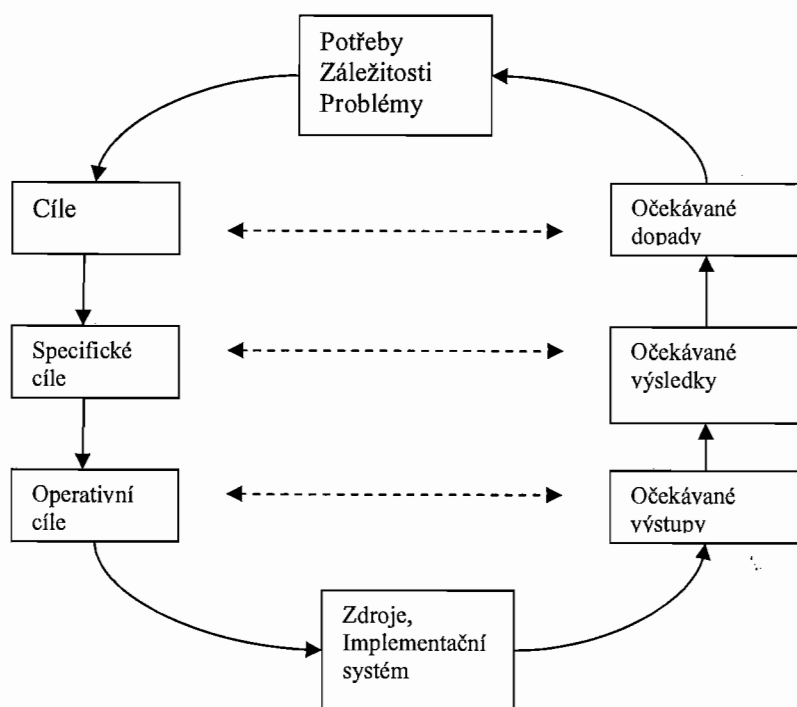 Potřeby
Záležitosti
Problémy
Cíle
Očekávané
dopady
Specifické
cíle
Očekávané
výsledky
Operativní
cíle
Očekávané
výstupy
Zdroje,
Implementační
systém